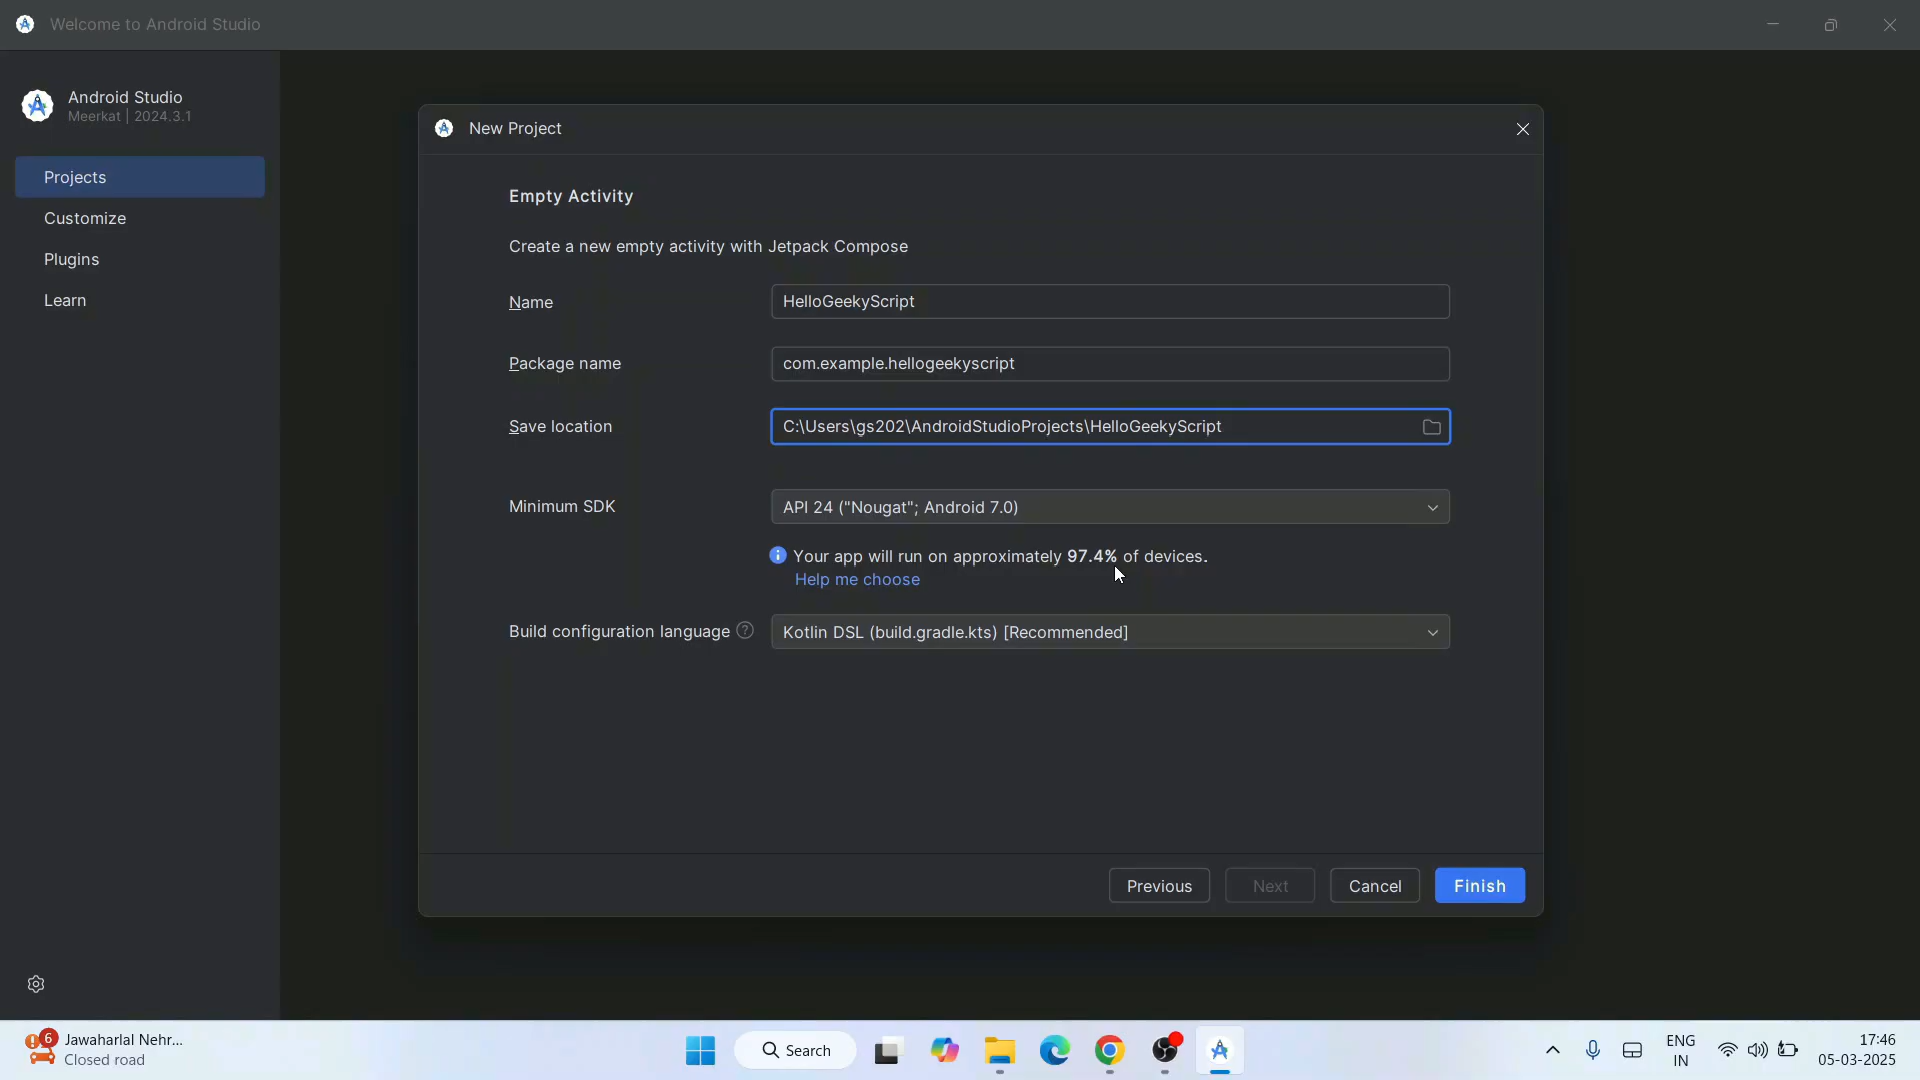 Welcome to Android Studio
Android Studio
Meerkat | 2024.3.1
Projects
Customize
Plugins
Learn
New Project
Empty Activity
Create a new empty activity with Jetpack Compose
Name
HelloGeekyScript
Package name
com.example.hellogeekyscript
Save location
C:\Users\gs202\AndroidStudioProjects\HelloGeekyScript
Minimum SDK
API 24 ("Nougat"; Android 7.0)
Your app will run on approximately 97.4% of devices.
Help me choose
Build configuration language
Kotlin DSL (build.gradle.kts) [Recommended]
Previous
Next
Cancel
Finish
6
Jawaharlal Nehr...
Closed road
Search
ENG
IN
17:46
05-03-2025